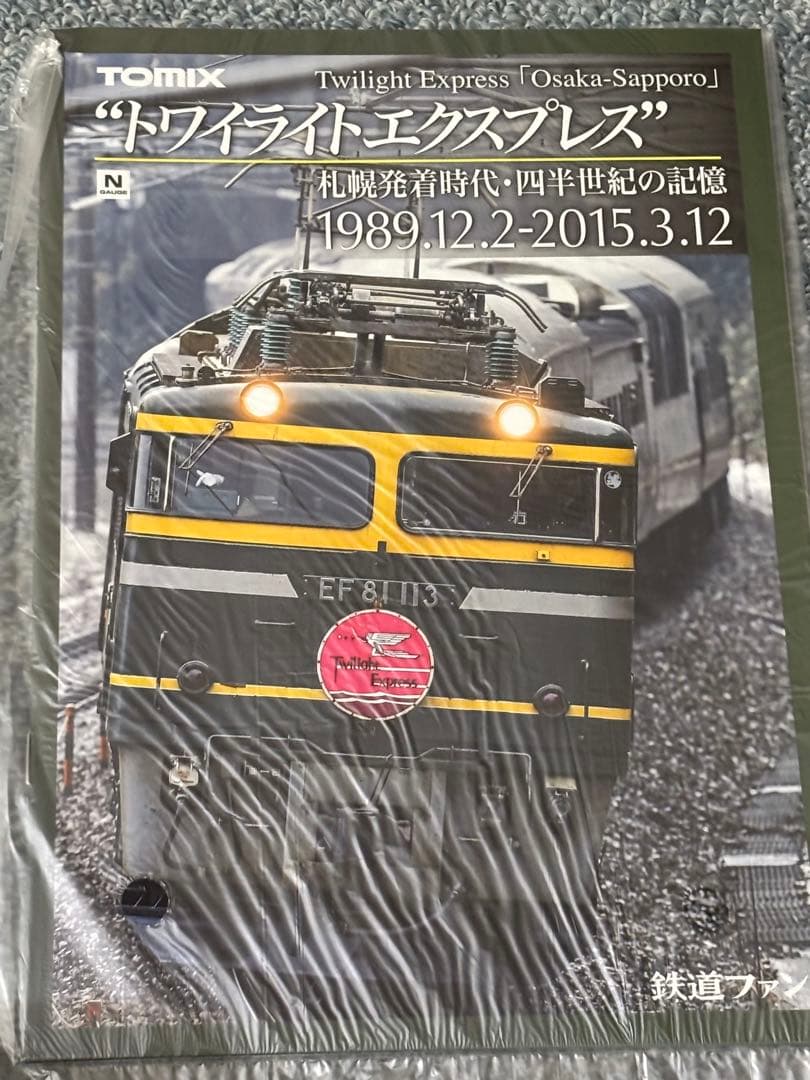 TOMIX
Twilight Express「Osaka-Sapporo」
“トワイライトエクスプレス”
N
GAUGE
札幌発着時代・四半世紀の記憶
1989.12.2-2015.3.12
EF 81 113
Twilight
Express
鉄道ファン